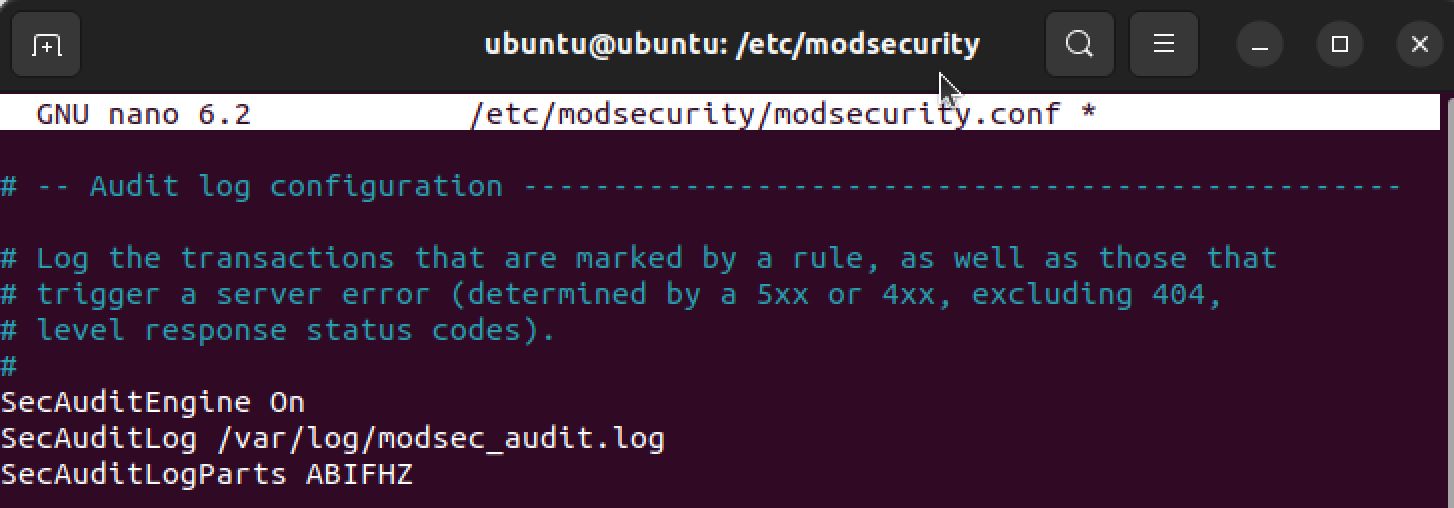 ubuntu@ubuntu: /etc/modsecurity
GNU nano 6.2 /etc/modsecurity/modsecurity.conf *
# -- Audit log configuration -------------------------------------------------
# Log the transactions that are marked by a rule, as well as those that
# trigger a server error (determined by a 5xx or 4xx, excluding 404,
# level response status codes).
#
SecAuditEngine On
SecAuditLog /var/log/modsec_audit.log
SecAuditLogParts ABIFHZ